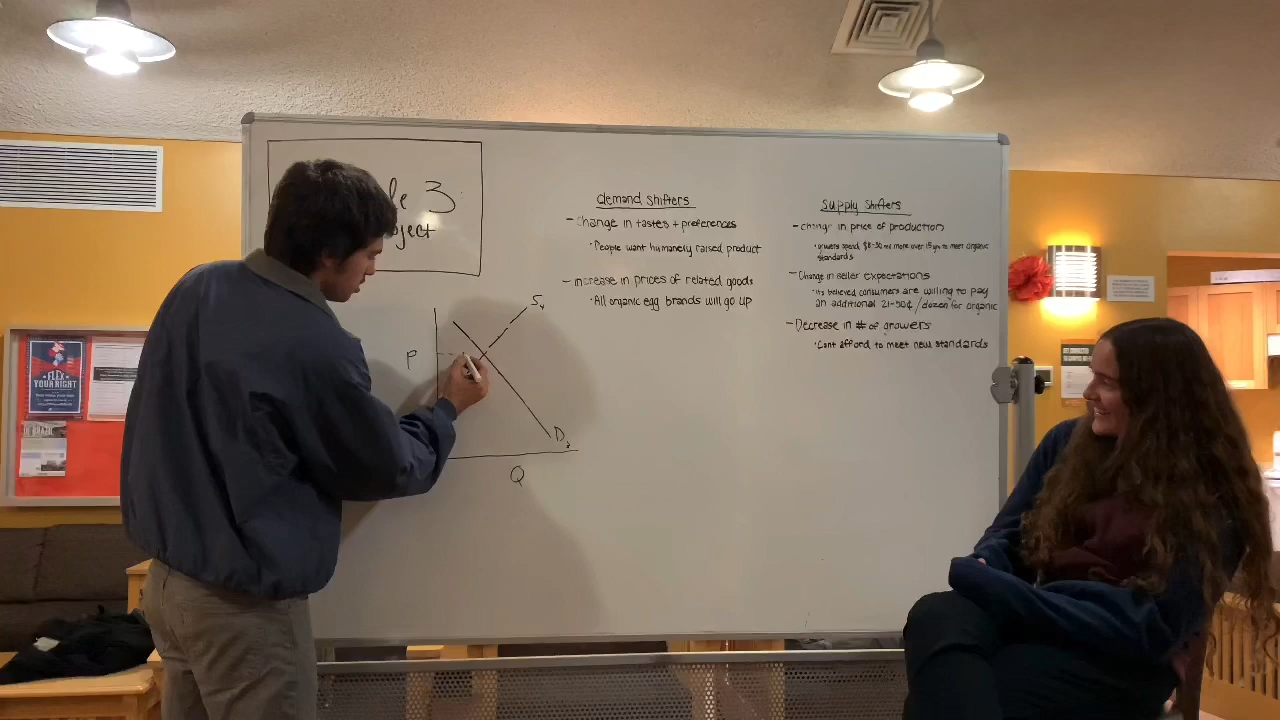 3
demand shifters
- Change in tastes + preferences
• People want humanely raised product
- increase in prices of related goods
• All organic egg brands will go up
supply shifters
- change in price of production
• growers spend $8-30 mil more over 15 yrs to meet organic
standards
- Change in seller expectations
• its believed consumers are willing to pay
an additional 21-50¢/dozen for organic
- Decrease in # of growers
• Cant afford to meet new standards
S₁
P
D₁
Q
FLEX
YOUR RIGHT